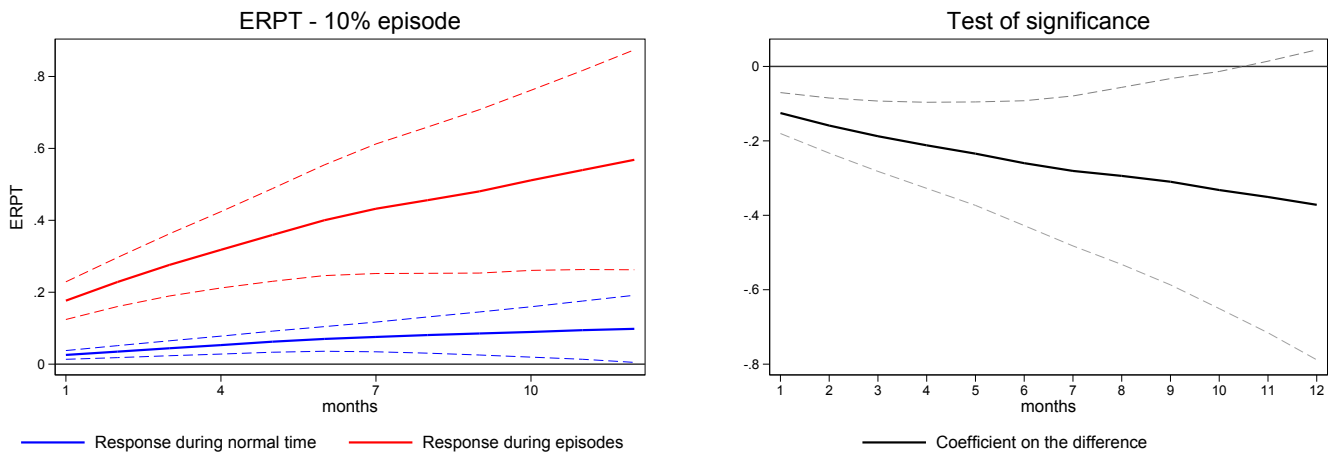 ERPT - 10% episode
.8
.6
.4
.2
0
ERPT
1 4 7 10
months
Response during normal time Response during episodes
Test of significance
0
-.2
-.4
-.6
-.8
1 2 3 4 5 6 7 8 9 10 11 12
months
Coefficient on the difference